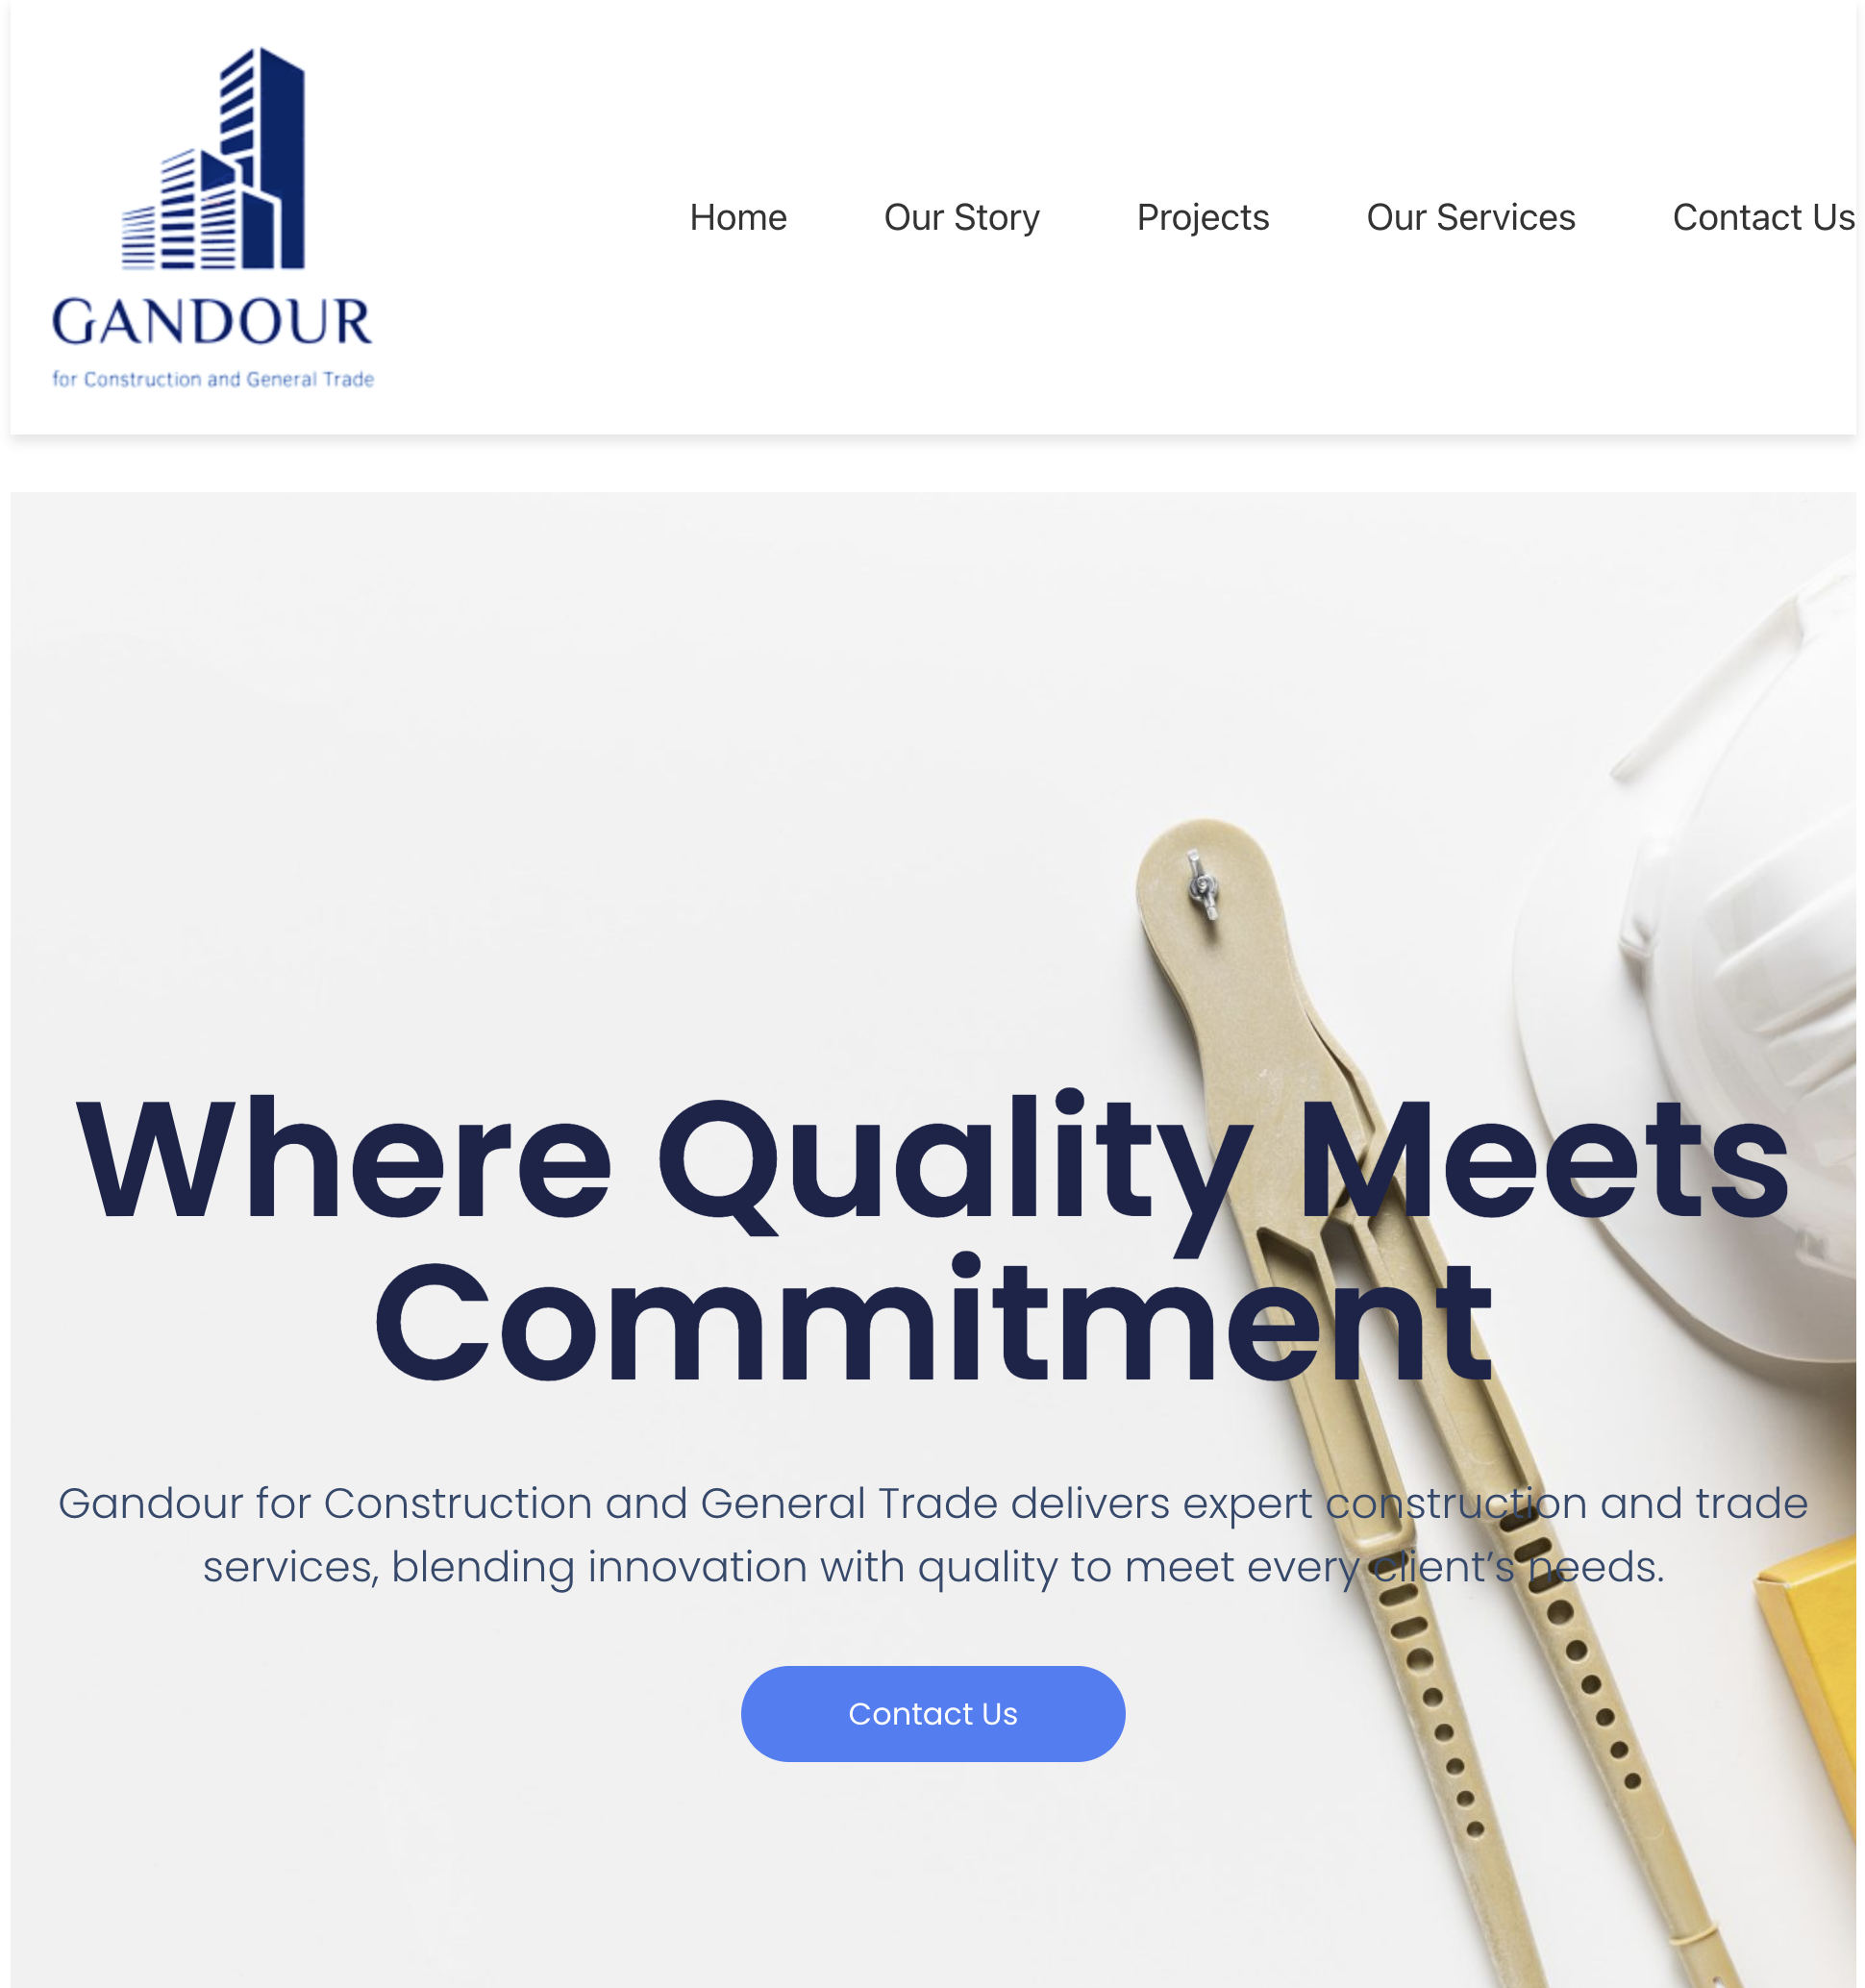 GANDOUR
for Construction and General Trade
Home Our Story Projects Our Services Contact Us
Where Quality Meets
Commitment
Gandour for Construction and General Trade delivers expert construction and trade
services, blending innovation with quality to meet every client’s needs.
Contact Us